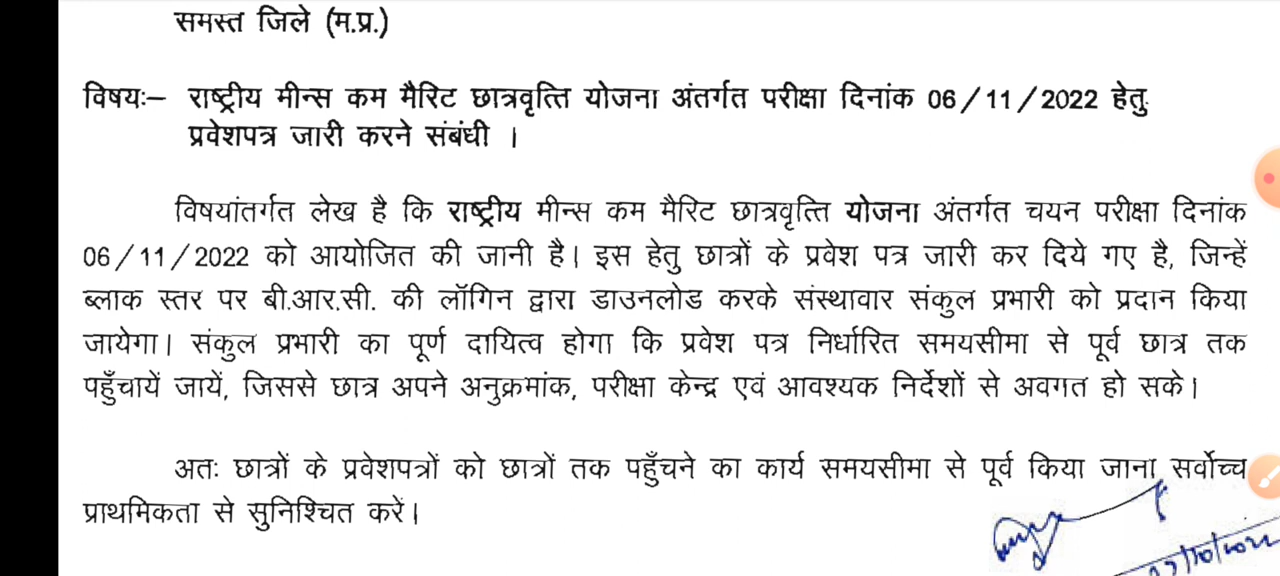 समस्त जिले (म.प्र.)
विषयः– राष्ट्रीय मीन्स कम मैरिट छात्रवृत्ति योजना अंतर्गत परीक्षा दिनांक 06/11/2022 हेतु
प्रवेशपत्र जारी करने संबंधी ।
विषयांतर्गत लेख है कि राष्ट्रीय मीन्स कम मैरिट छात्रवृत्ति योजना अंतर्गत चयन परीक्षा दिनांक
06/11/2022 को आयोजित की जानी है। इस हेतु छात्रों के प्रवेश पत्र जारी कर दिये गए है, जिन्हें
ब्लाक स्तर पर बी.आर.सी. की लॉगिन द्वारा डाउनलोड करके संस्थावार संकुल प्रभारी को प्रदान किया
जायेगा। संकुल प्रभारी का पूर्ण दायित्व होगा कि प्रवेश पत्र निर्धारित समयसीमा से पूर्व छात्र तक
पहुँचायें जायें, जिससे छात्र अपने अनुक्रमांक, परीक्षा केन्द्र एवं आवश्यक निर्देशों से अवगत हो सके।
अतः छात्रों के प्रवेशपत्रों को छात्रों तक पहुँचने का कार्य समयसीमा से पूर्व किया जाना सर्वोच्च
प्राथमिकता से सुनिश्चित करें।